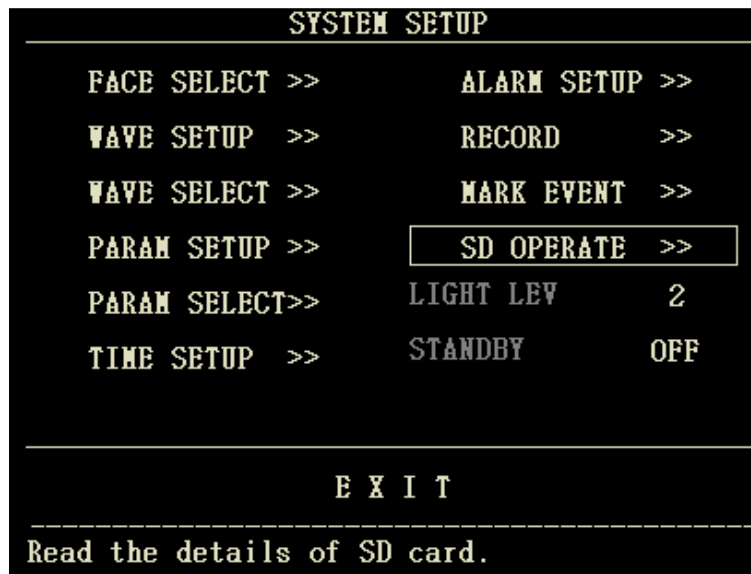 SYSTEM SETUP
FACE SELECT >> ALARM SETUP >>
WAVE SETUP >> RECORD >>
WAVE SELECT >> MARK EVENT >>
PARAM SETUP >> SD OPERATE >>
PARAM SELECT>> LIGHT LEV 2
TIME SETUP >> STANDBY OFF
E X I T
Read the details of SD card.